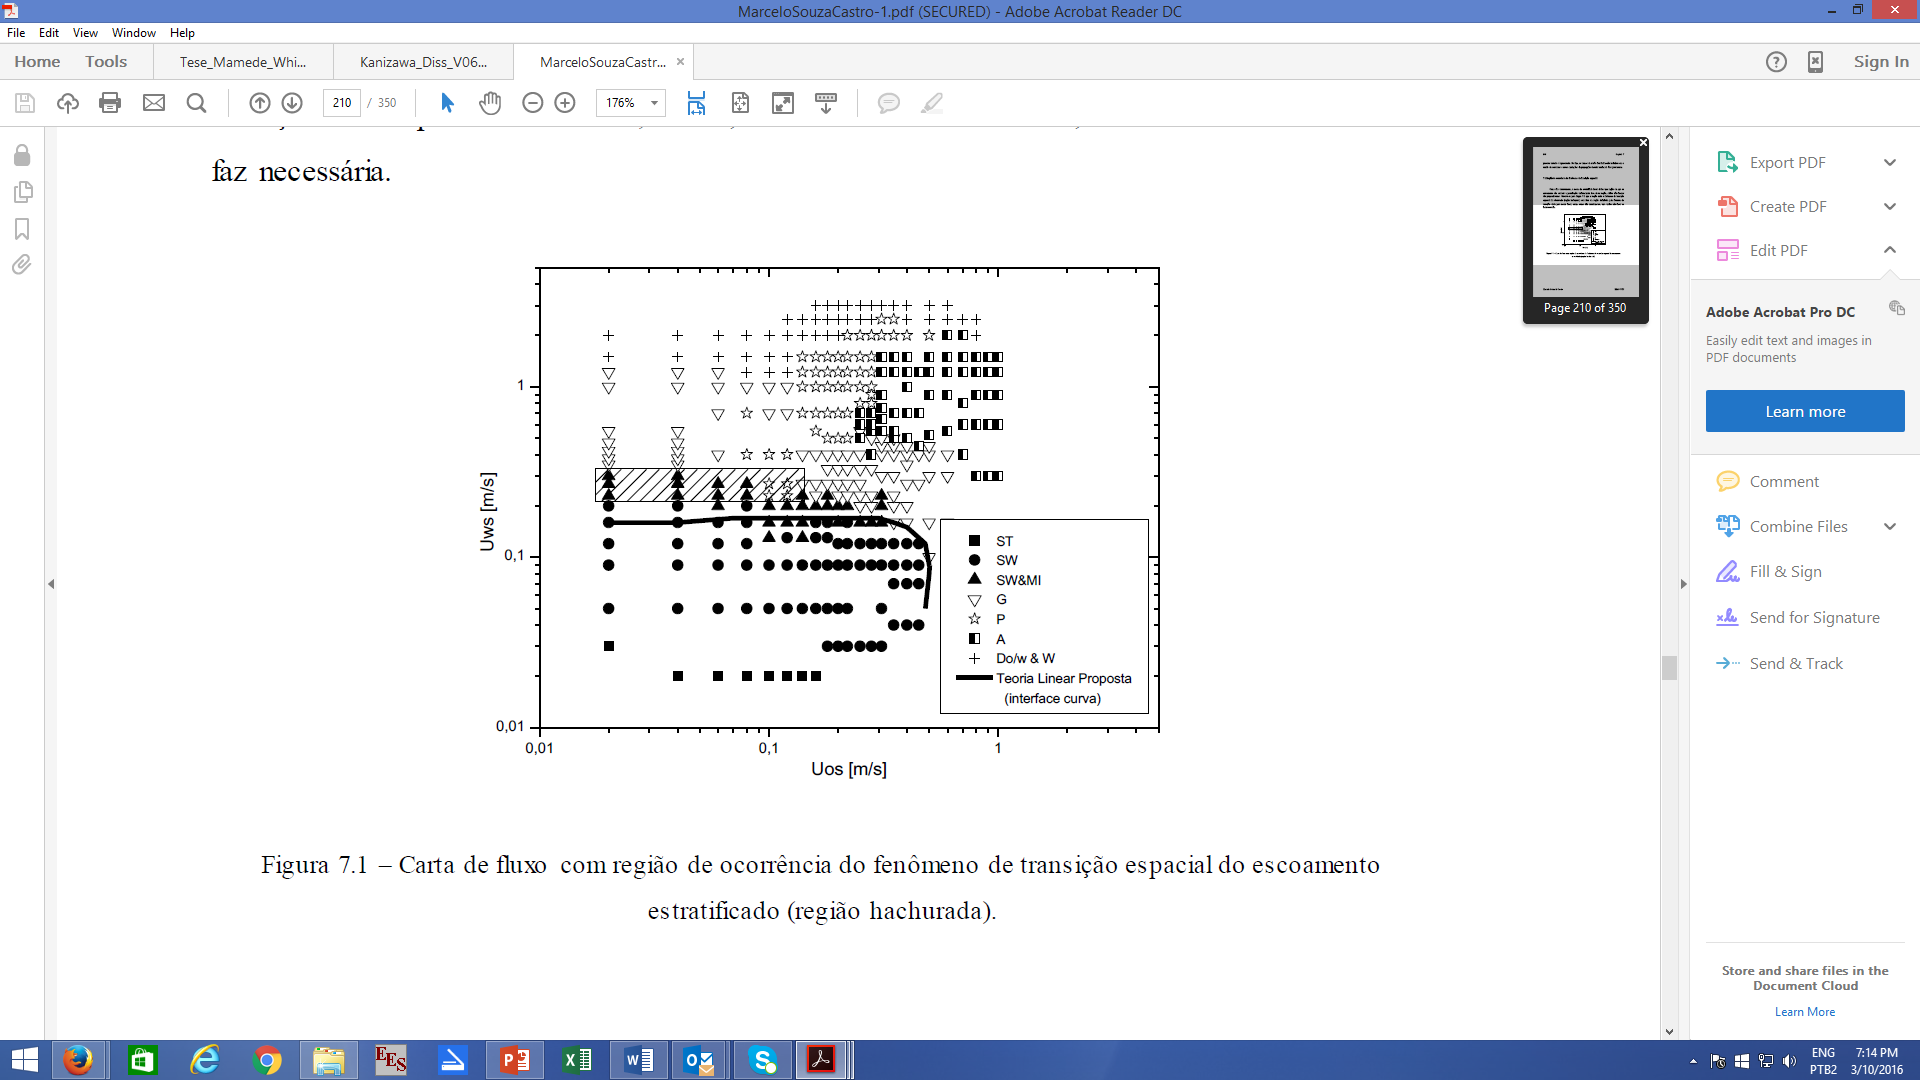 MarceloSouzaCastro-1.pdf (SECURED) - Adobe Acrobat Reader DC
File Edit View Window Help
Home Tools Tese_Mamede_Whi... Kanizawa_Diss_V06... MarceloSouzaCastr... × Sign In
210 / 350 176%
faz necessária.
Uws [m/s]
1
0,1
0,01
0,01 0,1 1
Uos [m/s]
ST
SW
SW&MI
G
P
A
Do/w & W
Teoria Linear Proposta
(interface curva)
Figura 7.1 – Carta de fluxo com região de ocorrência do fenômeno de transição espacial do escoamento
estratificado (região hachurada).
Page 210 of 350
Export PDF
Create PDF
Edit PDF
Adobe Acrobat Pro DC
Easily edit text and images in
PDF documents
Learn more
Comment
Combine Files
Fill & Sign
Send for Signature
Send & Track
Store and share files in the
Document Cloud
Learn More
EES
ENG 7:14 PM
PTB2 3/10/2016